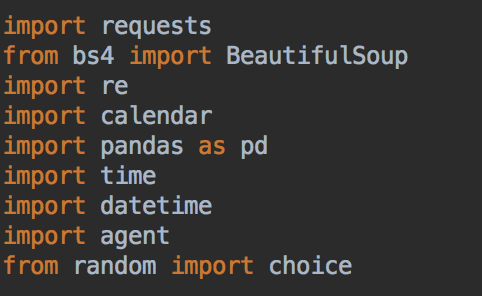 import requests
from bs4 import BeautifulSoup
import re
import calendar
import pandas as pd
import time
import datetime
import agent
from random import choice